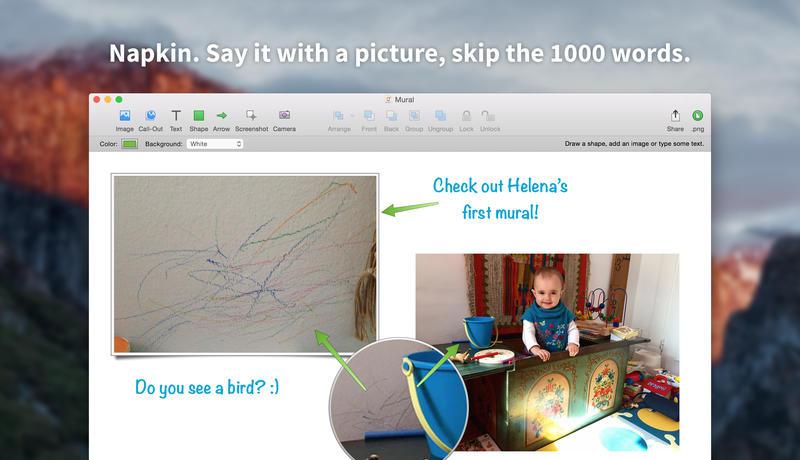 Napkin. Say it with a picture, skip the 1000 words.
Mural
Image Call-Out Text Shape Arrow Screenshot Camera Arrange Front Back Group Ungroup Lock Unlock Share .png
Color: Background: White Draw a shape, add an image or type some text.
Check out Helena's
first mural!
Do you see a bird? :)